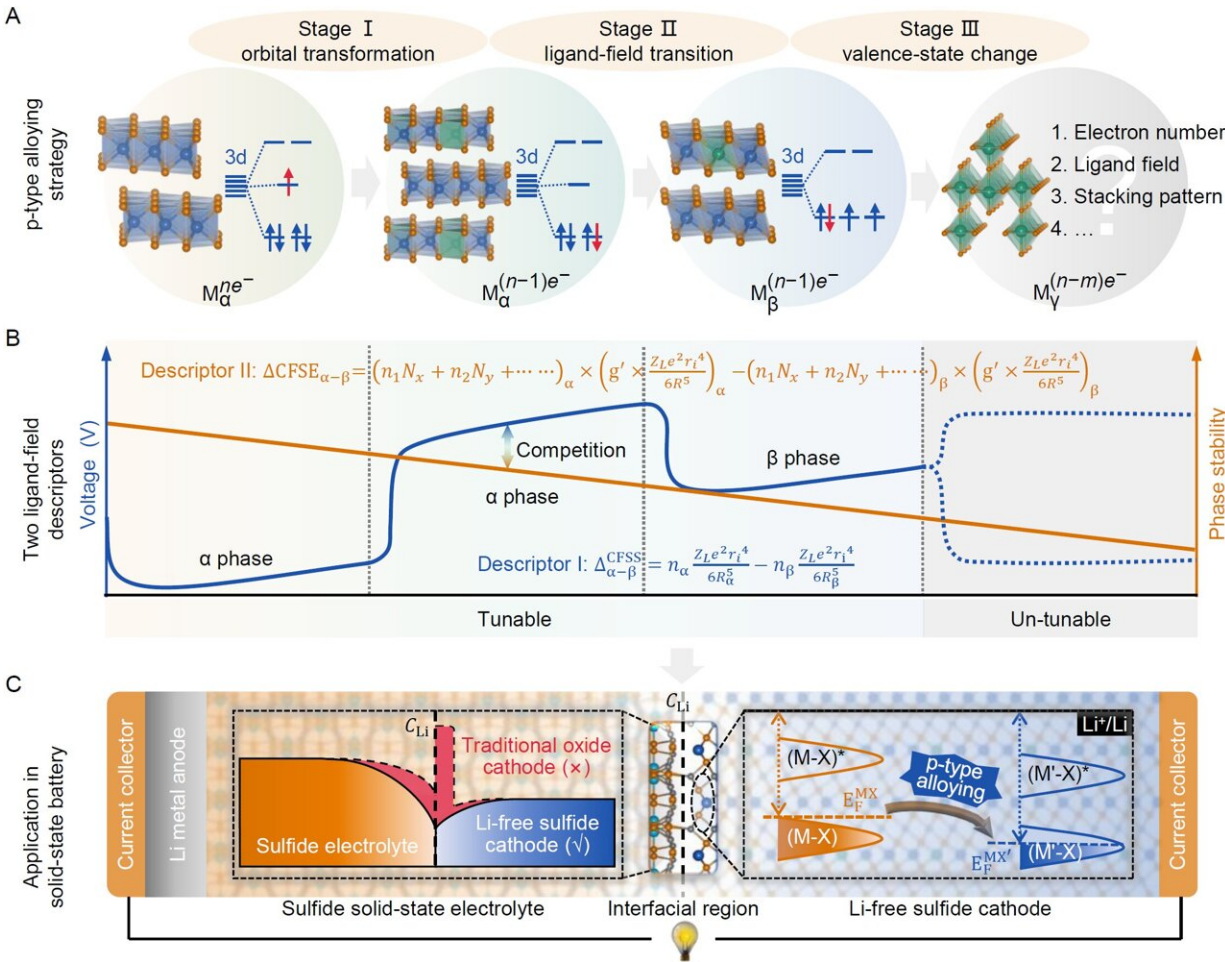 A
Stage Ⅰ
orbital transformation
Stage Ⅱ
ligand-field transition
Stage Ⅲ
valence-state change
p-type alloying
strategy
3d
3d
3d
1. Electron number
2. Ligand field
3. Stacking pattern
4. ...
?
M_α^{ne⁻}
M_α^{(n−1)e⁻}
M_β^{(n−1)e⁻}
M_γ^{(n−m)e⁻}
B
Two ligand-field
descriptors
Voltage (V)
Descriptor II: ΔCFSE_{α−β} = (n₁Nₓ + n₂N_y + ⋯ ⋯)_α × (g′ × Z_L e² r_i⁴ / 6R⁵)_α − (n₁Nₓ + n₂N_y + ⋯ ⋯)_β × (g′ × Z_L e² r_i⁴ / 6R⁵)_β
Competition
β phase
α phase
α phase
Descriptor I: Δ_{α−β}^{CFSS} = n_α Z_L e² r_i⁴ / 6R_α⁵ − n_β Z_L e² r_i⁴ / 6R_β⁵
Phase stability
Tunable
Un-tunable
C
Application in
solid-state battery
Current collector
Li metal anode
C_Li
Traditional oxide
cathode (×)
Sulfide electrolyte
Li-free sulfide
cathode (√)
C_Li
Li⁺/Li
(M-X)*
p-type
alloying
(M'-X)*
E_F^{MX}
(M-X)
E_F^{MX'}
(M'-X)
Current collector
Sulfide solid-state electrolyte
Interfacial region
Li-free sulfide cathode